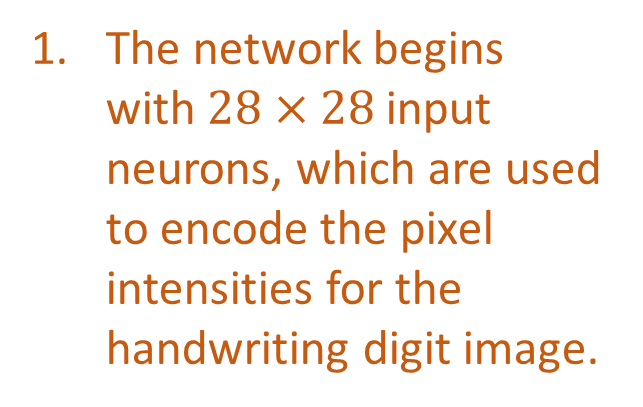 1. The network begins
with 28 × 28 input
neurons, which are used
to encode the pixel
intensities for the
handwriting digit image.